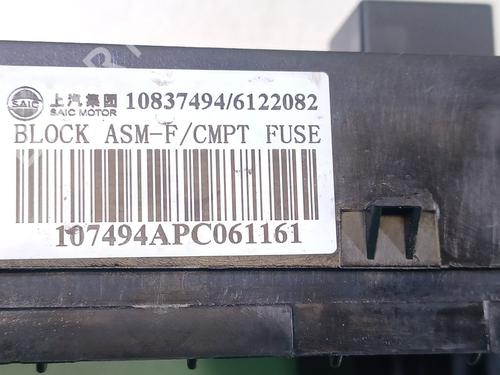 SAIC
上汽集团 10837494/6122082
SAIC MOTOR
BLOCK ASM-F/CMPT FUSE
107494APC061161